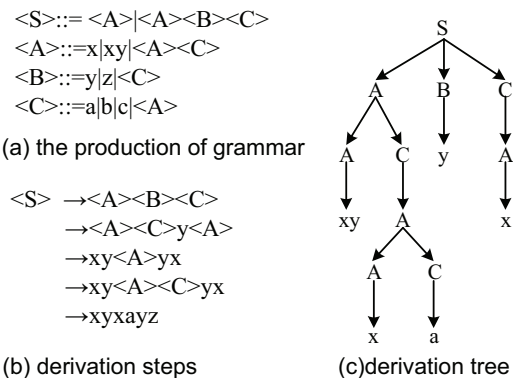 <S>::= <A>|<A><B><C>
<A>::=x|xy|<A><C>
<B>::=y|z|<C>
<C>::=a|b|c|<A>
(a) the production of grammar
<S> →<A><B><C>
→<A><C>y<A>
→xy<A>yx
→xy<A><C>yx
→xyxayz
(b) derivation steps
S
A B C
A C y A
xy A x
A C
x a
(c)derivation tree